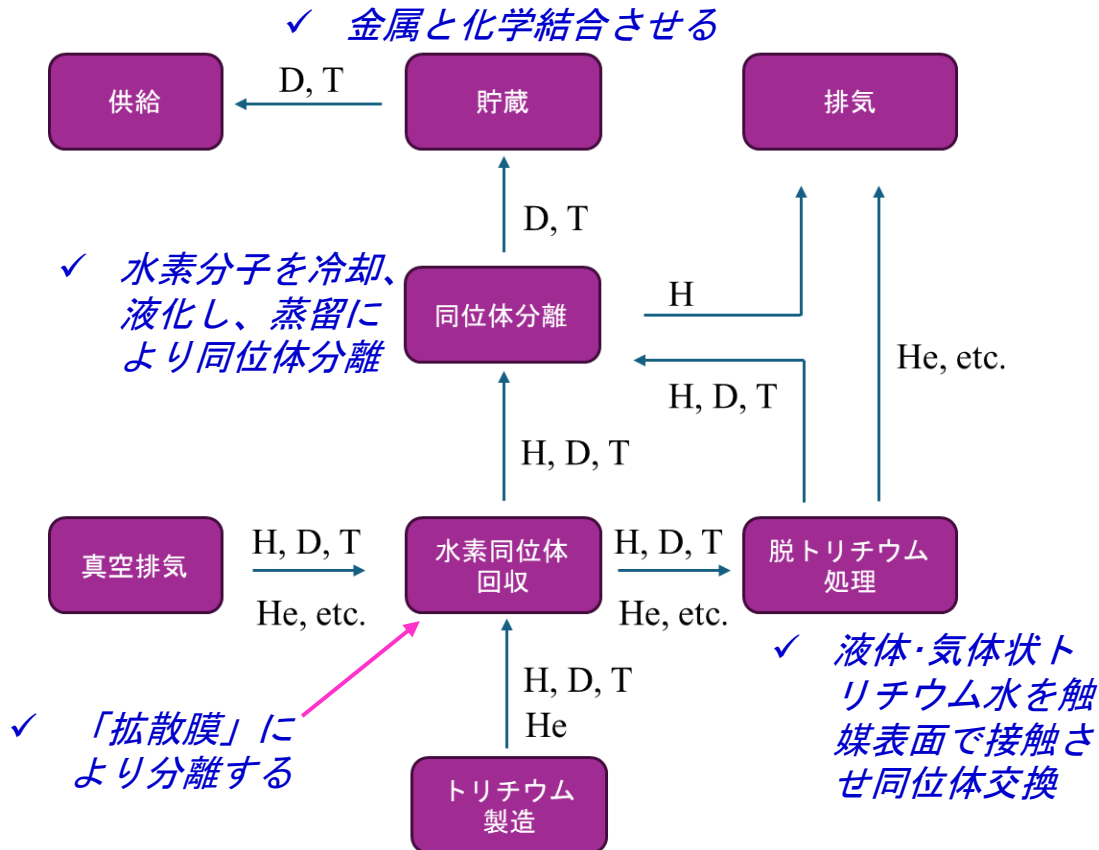 ✓ 金属と化学結合させる
供給
D, T
貯蔵
排気
D, T
✓ 水素分子を冷却、
液化し、蒸留に
より同位体分離
同位体分離
H
H, D, T
He, etc.
H, D, T
真空排気
H, D, T
He, etc.
水素同位体
回収
H, D, T
He, etc.
脱トリチウム
処理
✓ 「拡散膜」に
より分離する
H, D, T
He
トリチウム
製造
✓ 液体･気体状ト
リチウム水を触
媒表面で接触さ
せ同位体交換